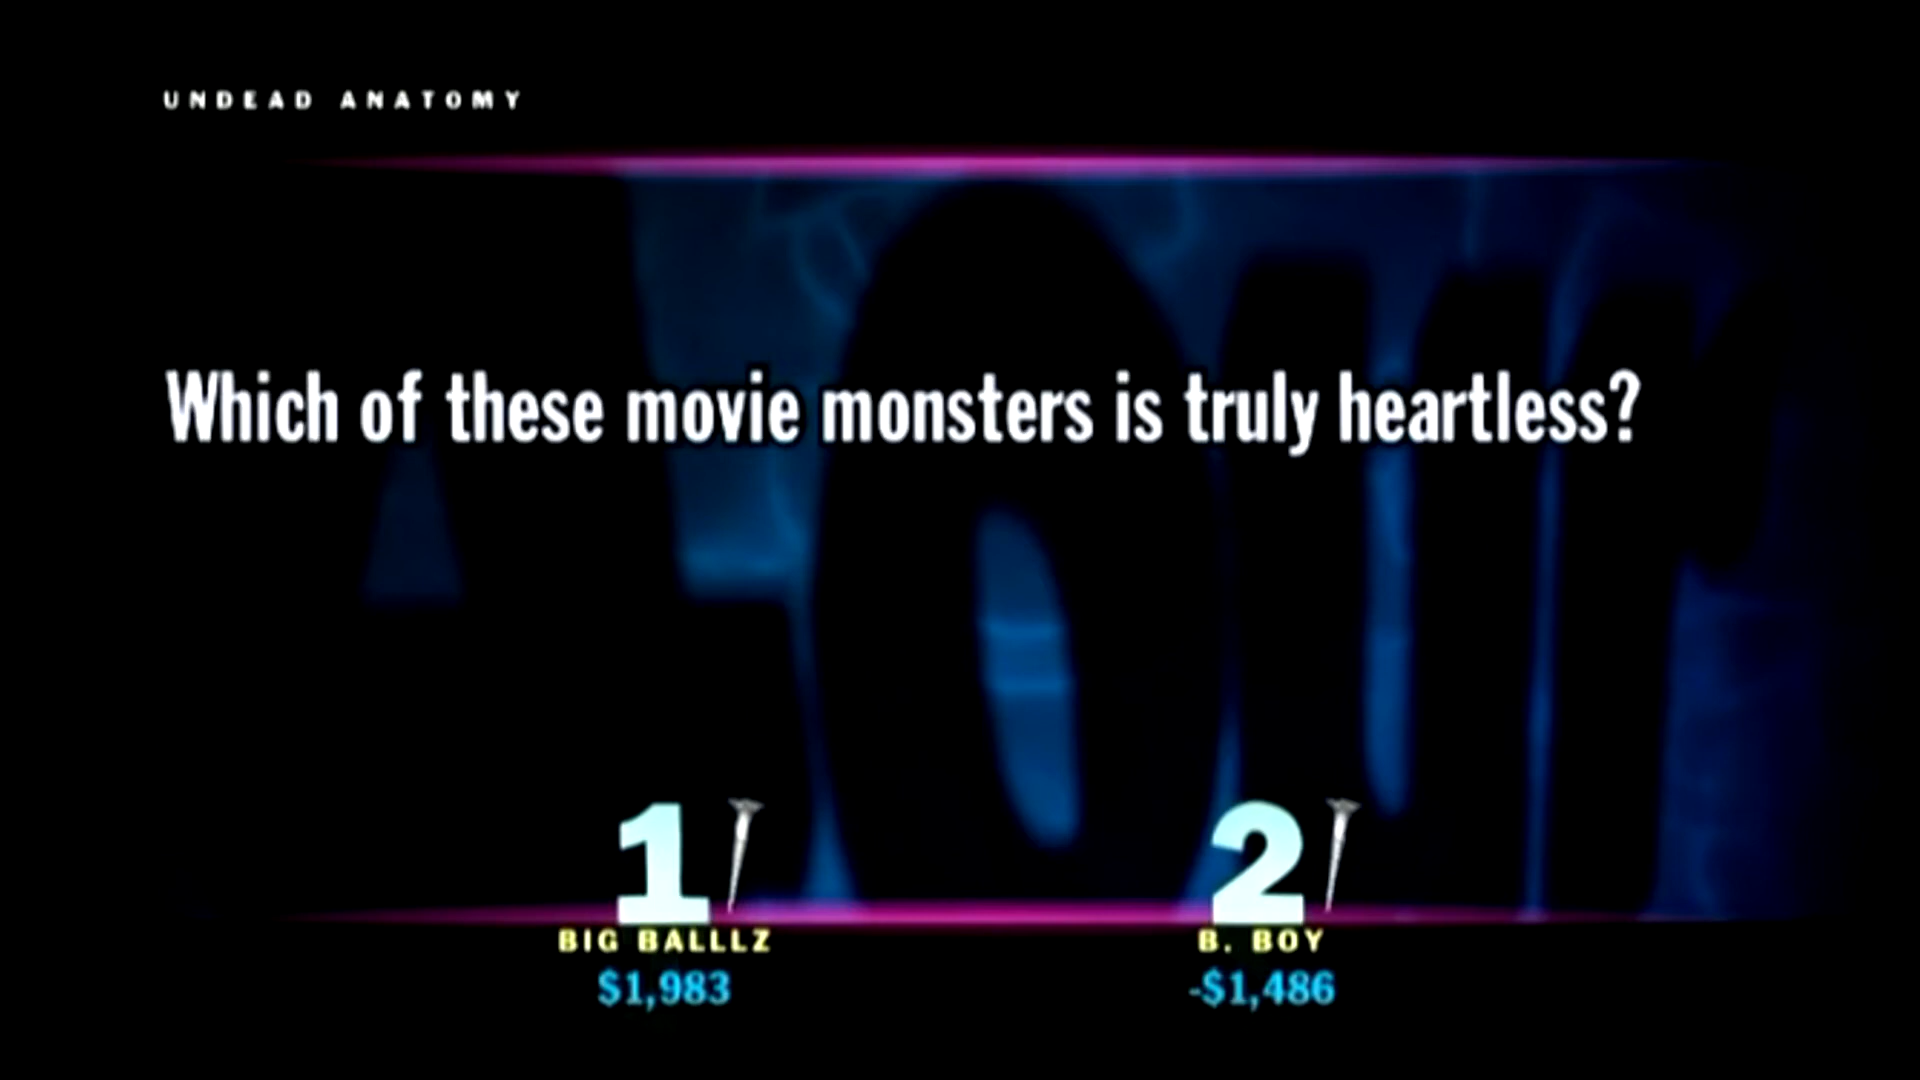 UNDEAD ANATOMY
Which of these movie monsters is truly heartless?
1 2
BIG BALLLZ B. BOY
$1,983 -$1,486